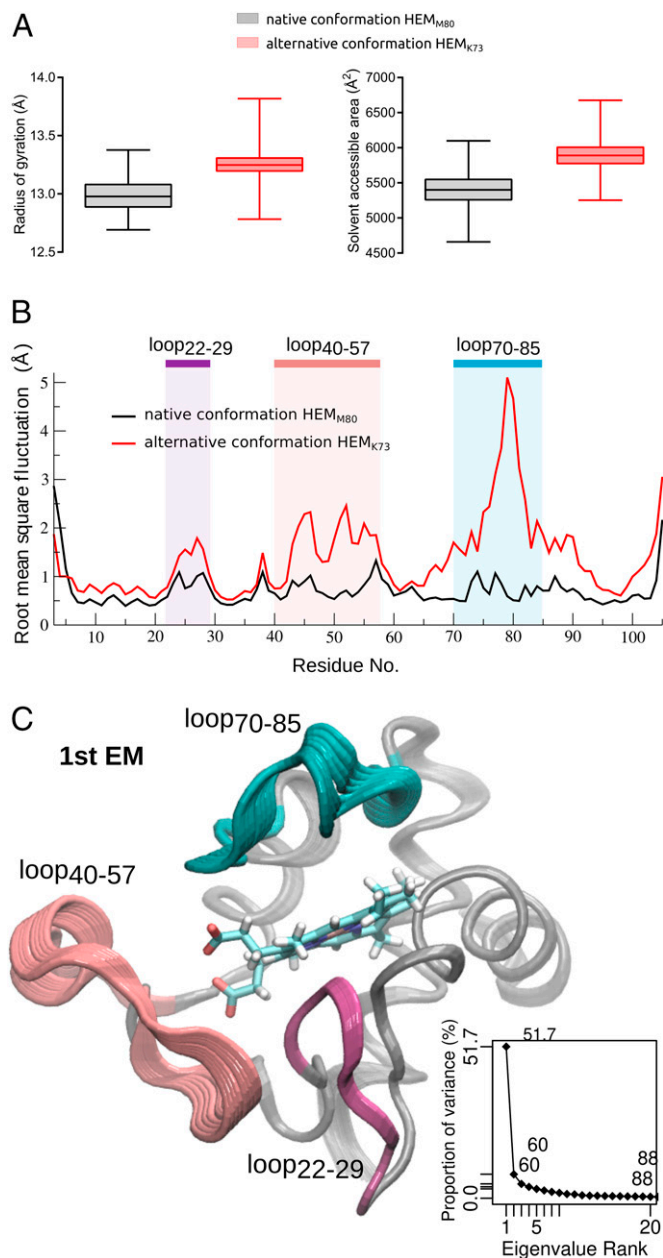 A
native conformation HEMM80
alternative conformation HEMK73
Radius of gyration (Å)
14.0
13.5
13.0
12.5
Solvent accessible area (Å²)
7000
6500
6000
5500
5000
4500
B
loop22-29 loop40-57 loop70-85
Root mean square fluctuation (Å)
5
4
3
2
1
0
native conformation HEMM80
alternative conformation HEMK73
10 20 30 40 50 60 70 80 90 100
Residue No.
C
loop70-85
1st EM
loop40-57
loop22-29
Proportion of variance (%)
51.7
0.0
51.7
60
60
88
88
1 5 20
Eigenvalue Rank